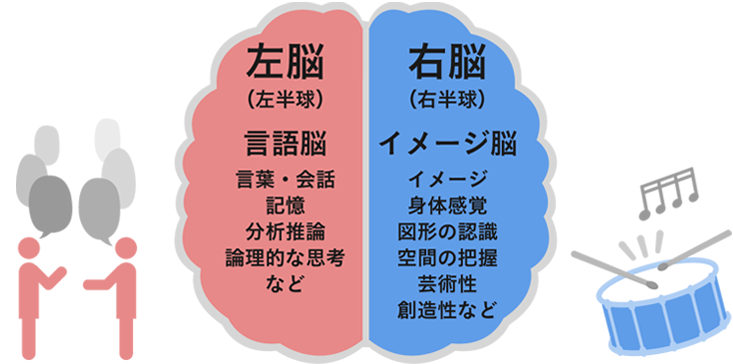 左脳
(左半球)
言語脳
言葉・会話
記憶
分析推論
論理的な思考
など
右脳
(右半球)
イメージ脳
イメージ
身体感覚
図形の認識
空間の把握
芸術性
創造性など